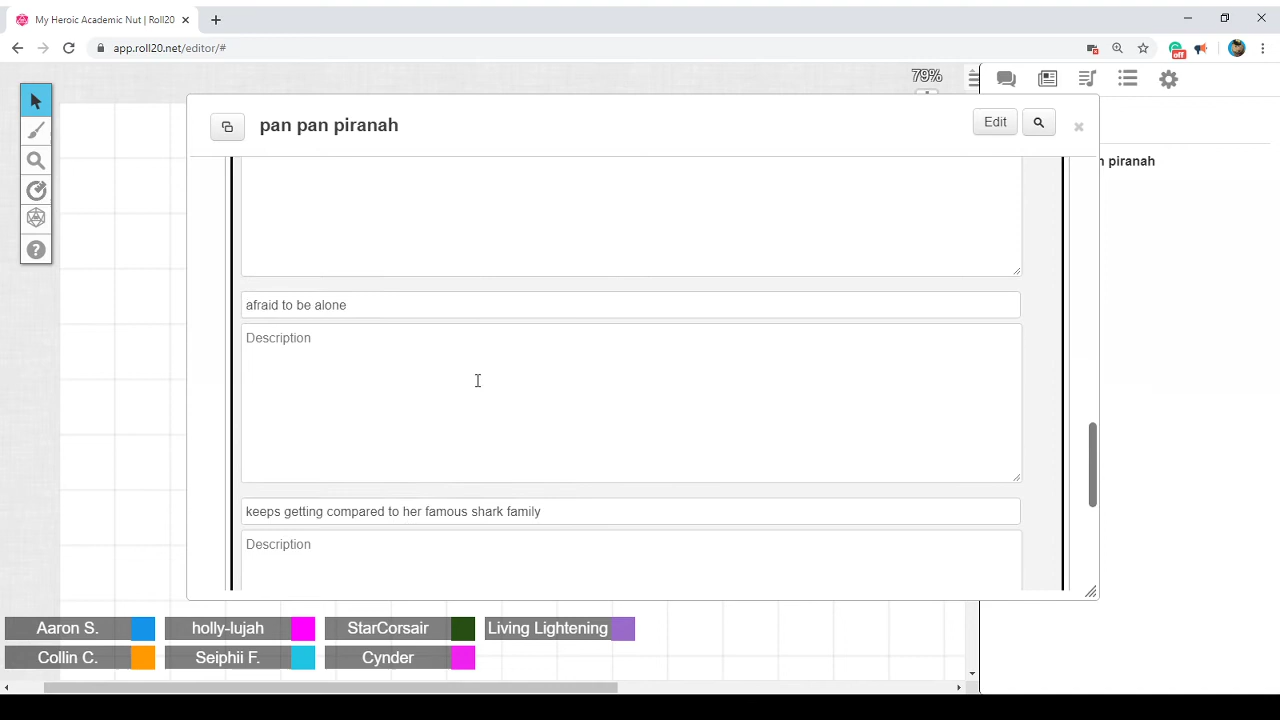 My Heroic Academic Nut | Roll20
app.roll20.net/editor/#
off
79%
pan pan piranah
Edit
n piranah
afraid to be alone
Description
keeps getting compared to her famous shark family
Description
Aaron S.
holly-lujah
StarCorsair
Living Lightening
Collin C.
Seiphii F.
Cynder